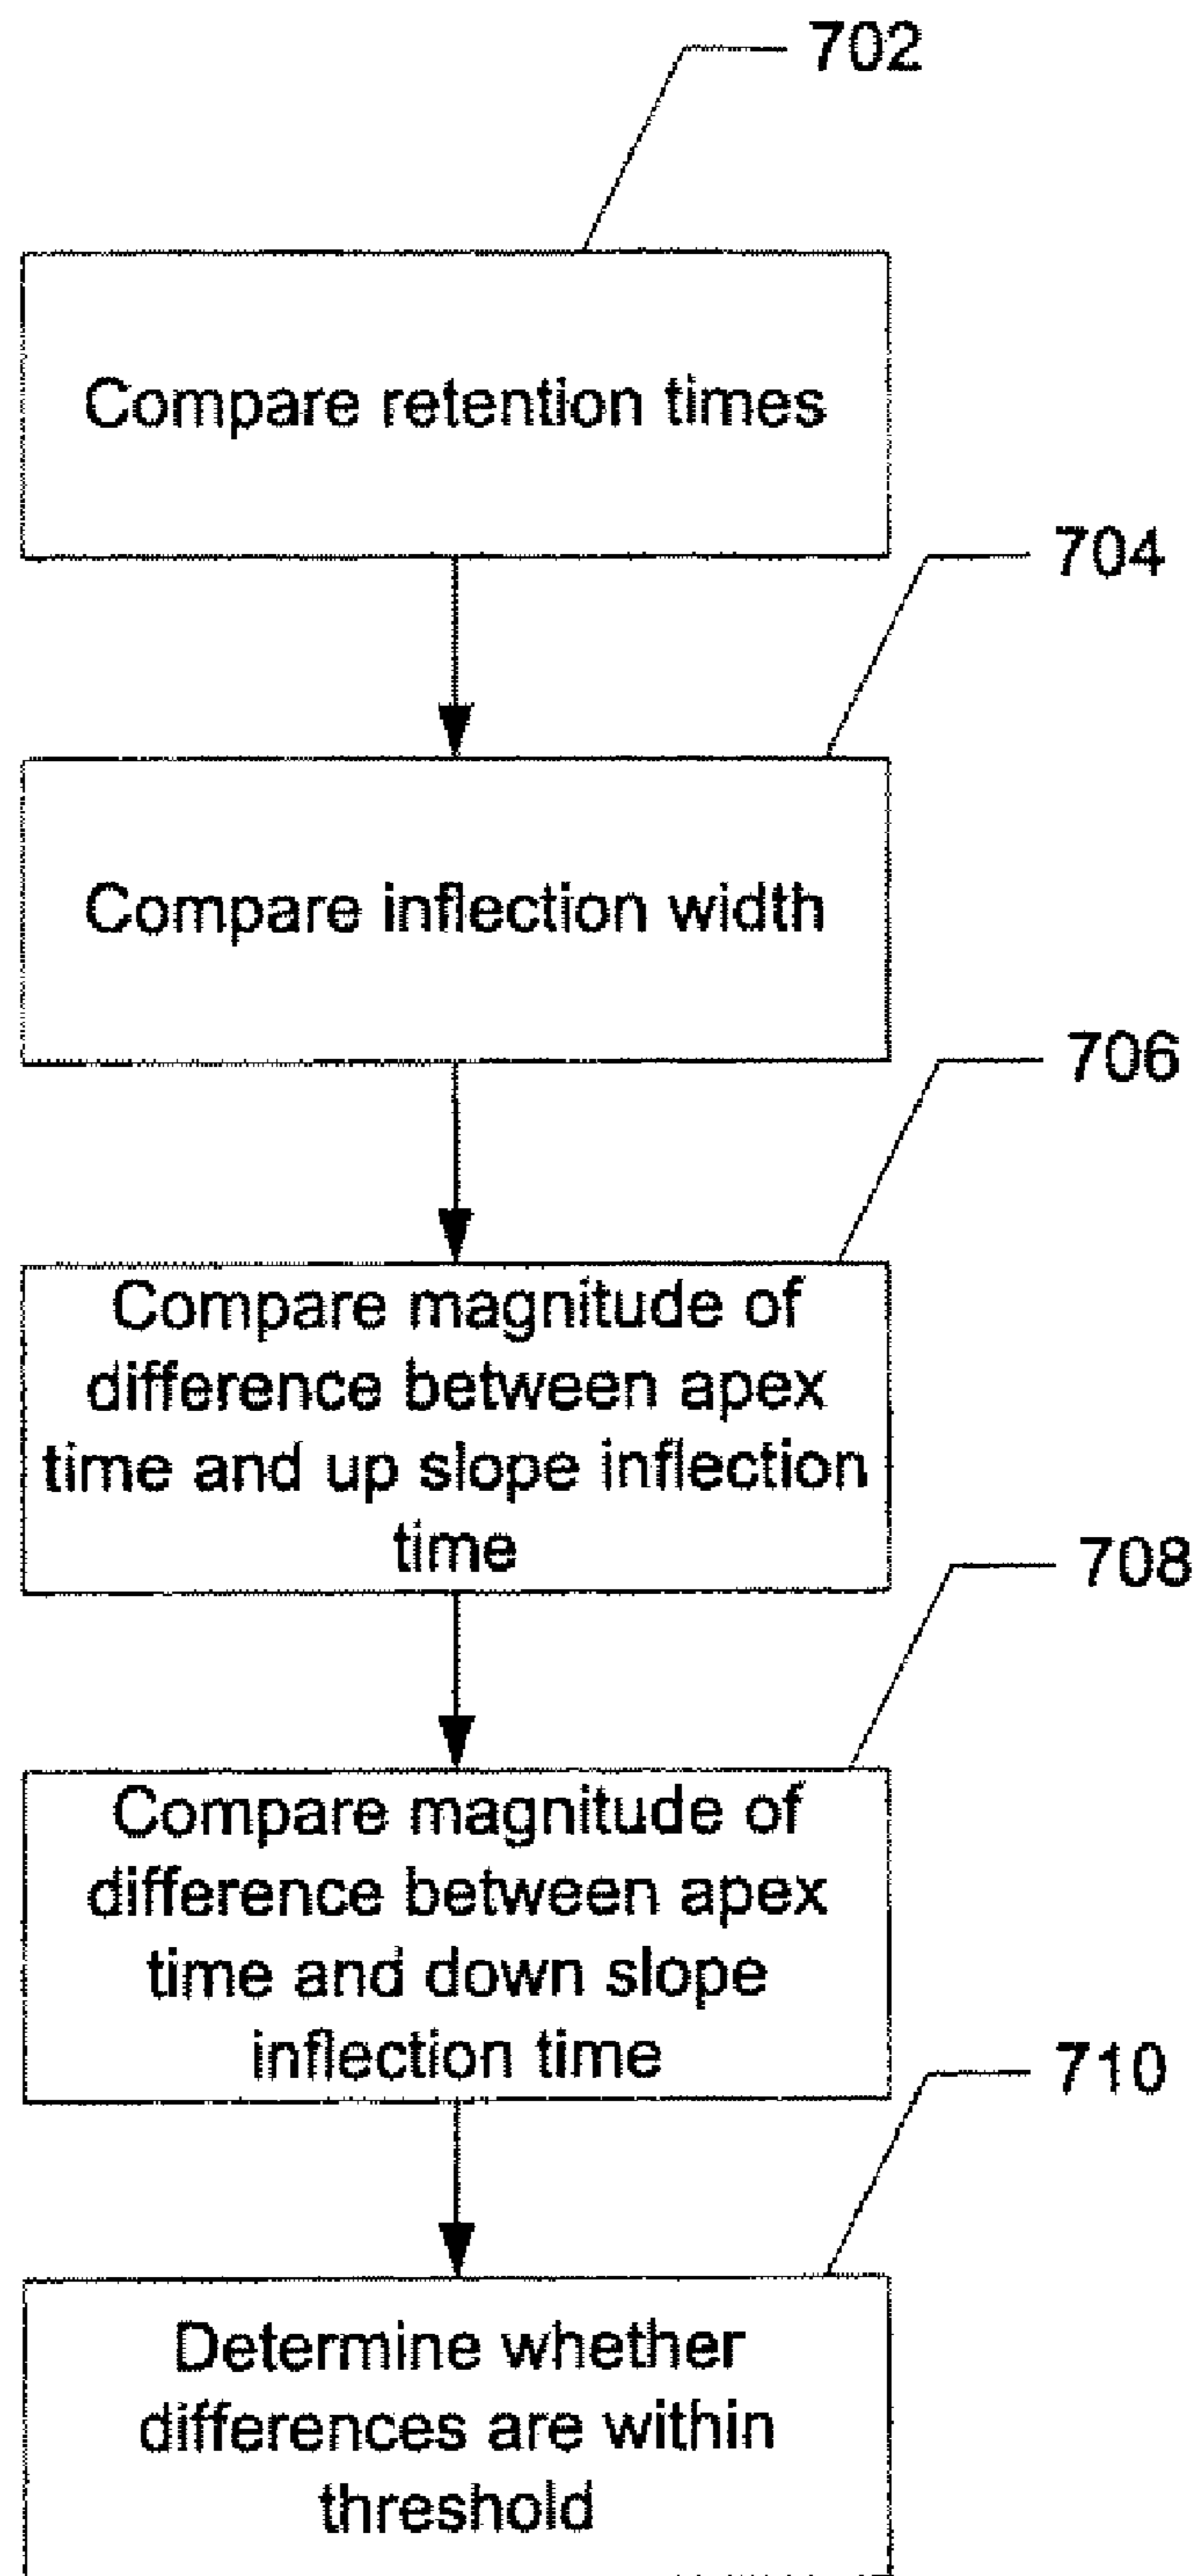 702
Compare retention times
704
Compare inflection width
706
Compare magnitude of
difference between apex
time and up slope inflection
time
708
Compare magnitude of
difference between apex
time and down slope
inflection time
710
Determine whether
differences are within
threshold